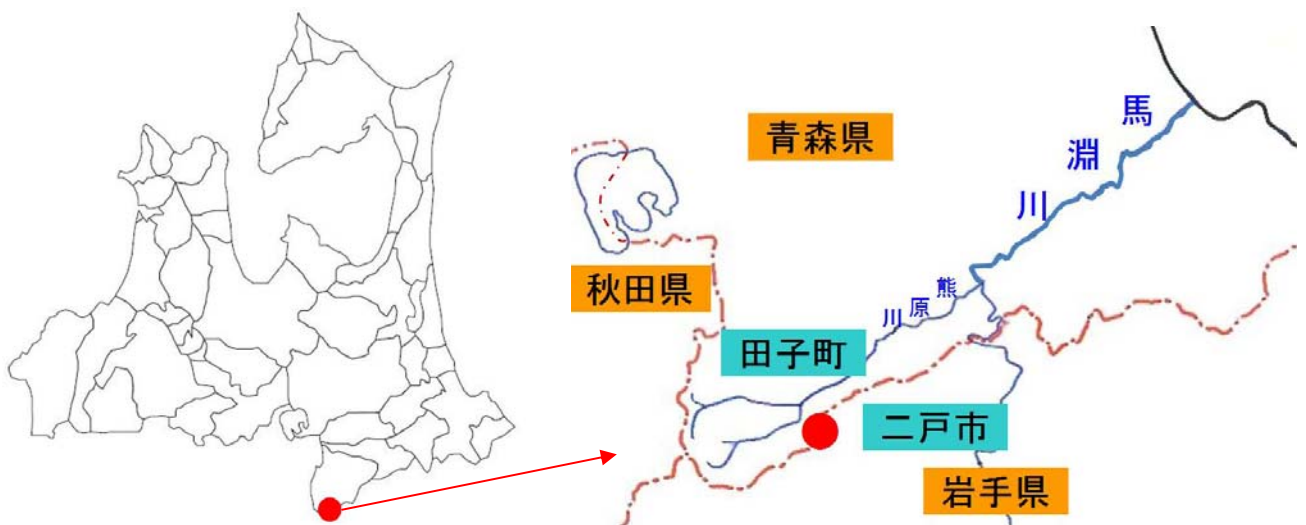 青森県
馬淵川
秋田県
熊原川
田子町
二戸市
岩手県